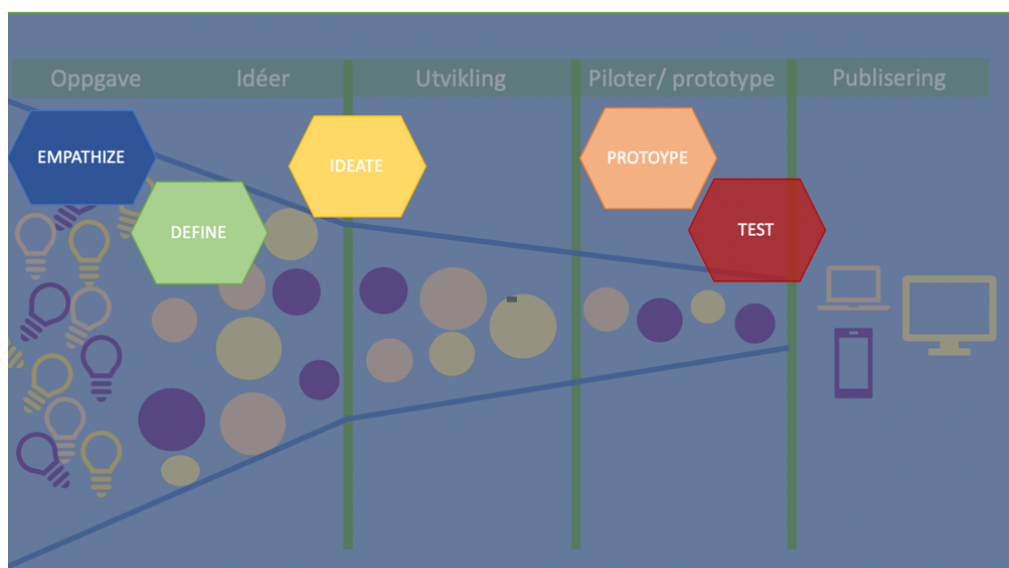 Oppgave
Idéer
Utvikling
Piloter/ prototype
Publisering
EMPATHIZE
DEFINE
IDEATE
PROTOYPE
TEST